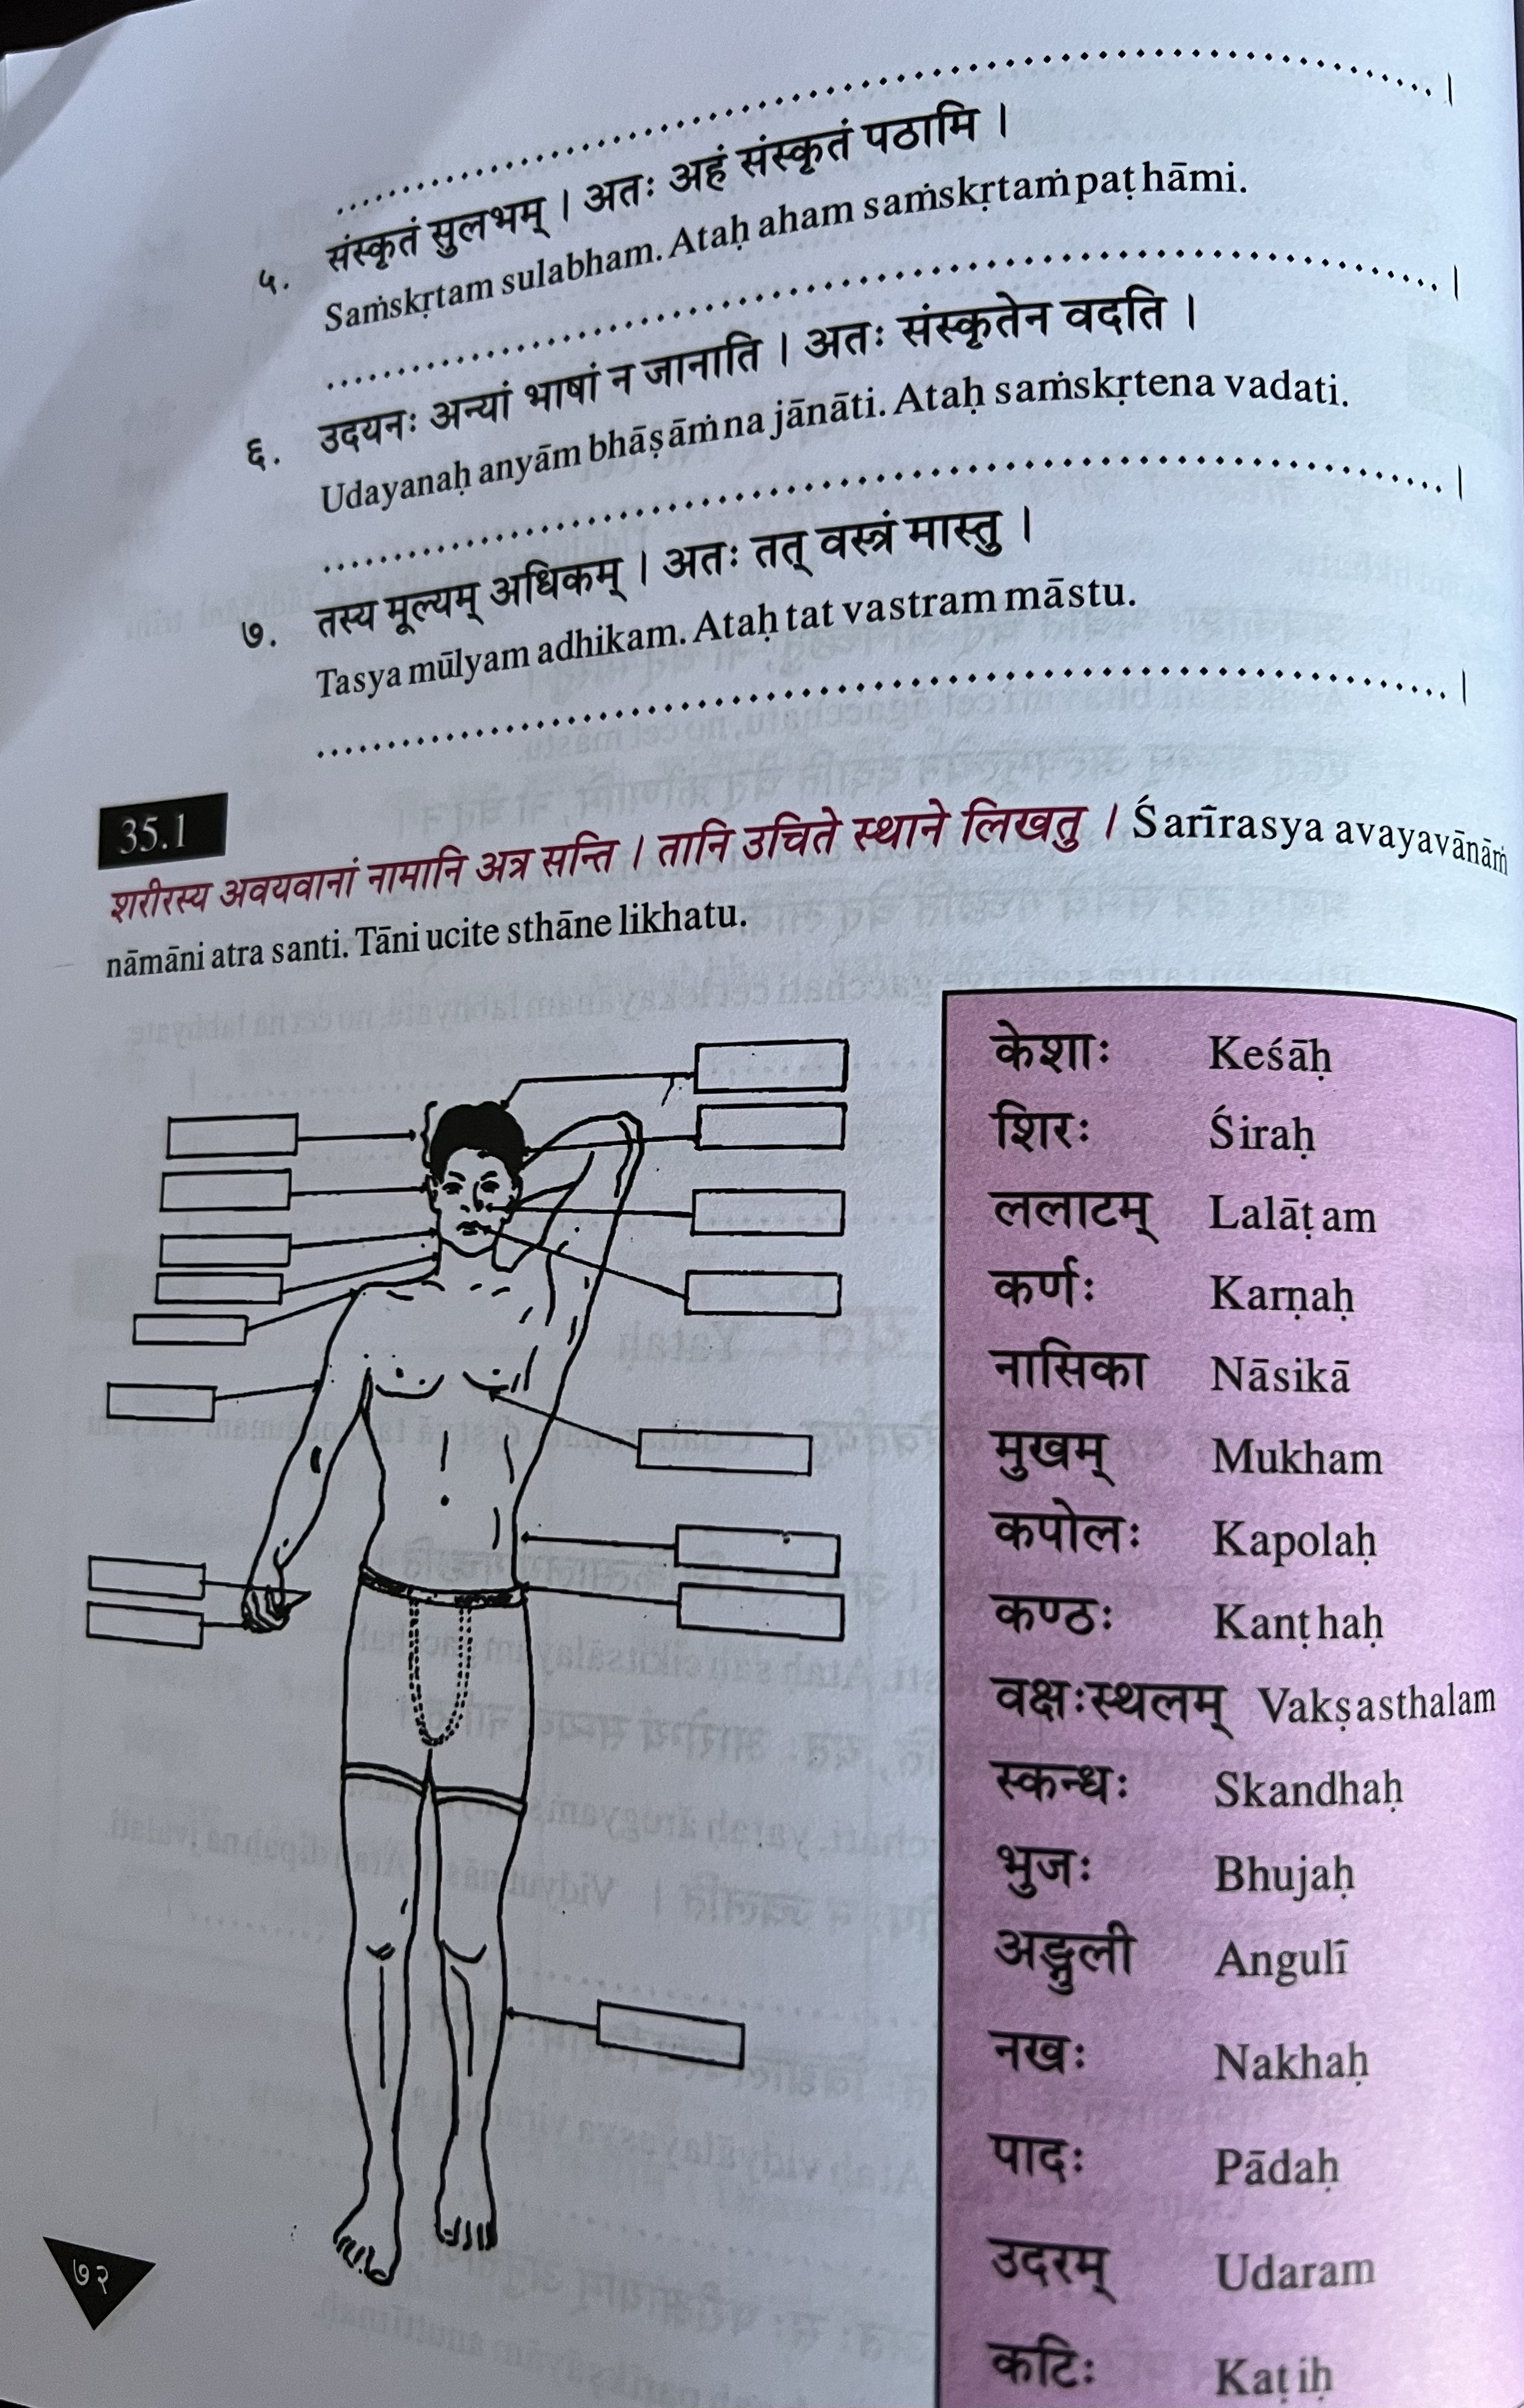 ५. संस्कृतं सुलभम् । अतः अहं संस्कृतं पठामि ।
Saṁskṛtam sulabham. Ataḥ aham saṁskṛtaṁ paṭhāmi.
६. उदयनः अन्यां भाषां न जानाति । अतः संस्कृतेन वदति ।
Udayanaḥ anyām bhāṣāṁ na jānāti. Ataḥ saṁskṛtena vadati.
७. तस्य मूल्यम् अधिकम् । अतः तत् वस्त्रं मास्तु ।
Tasya mūlyam adhikam. Ataḥ tat vastram māstu.
35.1
शरीरस्य अवयवानां नामानि अत्र सन्ति । तानि उचिते स्थाने लिखतु । Śarīrasya avayavānāṁ
nāmāni atra santi. Tāni ucite sthāne likhatu.
केशाः Keśāḥ
शिरः Śiraḥ
ललाटम् Lalāṭam
कर्णः Karṇaḥ
नासिका Nāsikā
मुखम् Mukham
कपोलः Kapolaḥ
कण्ठः Kanṭhaḥ
वक्षःस्थलम् Vakṣasthalam
स्कन्धः Skandhaḥ
भुजः Bhujaḥ
अङ्गुली Angulī
नखः Nakhaḥ
पादः Pādaḥ
उदरम् Udaram
कटिः Kaṭiḥ
७२